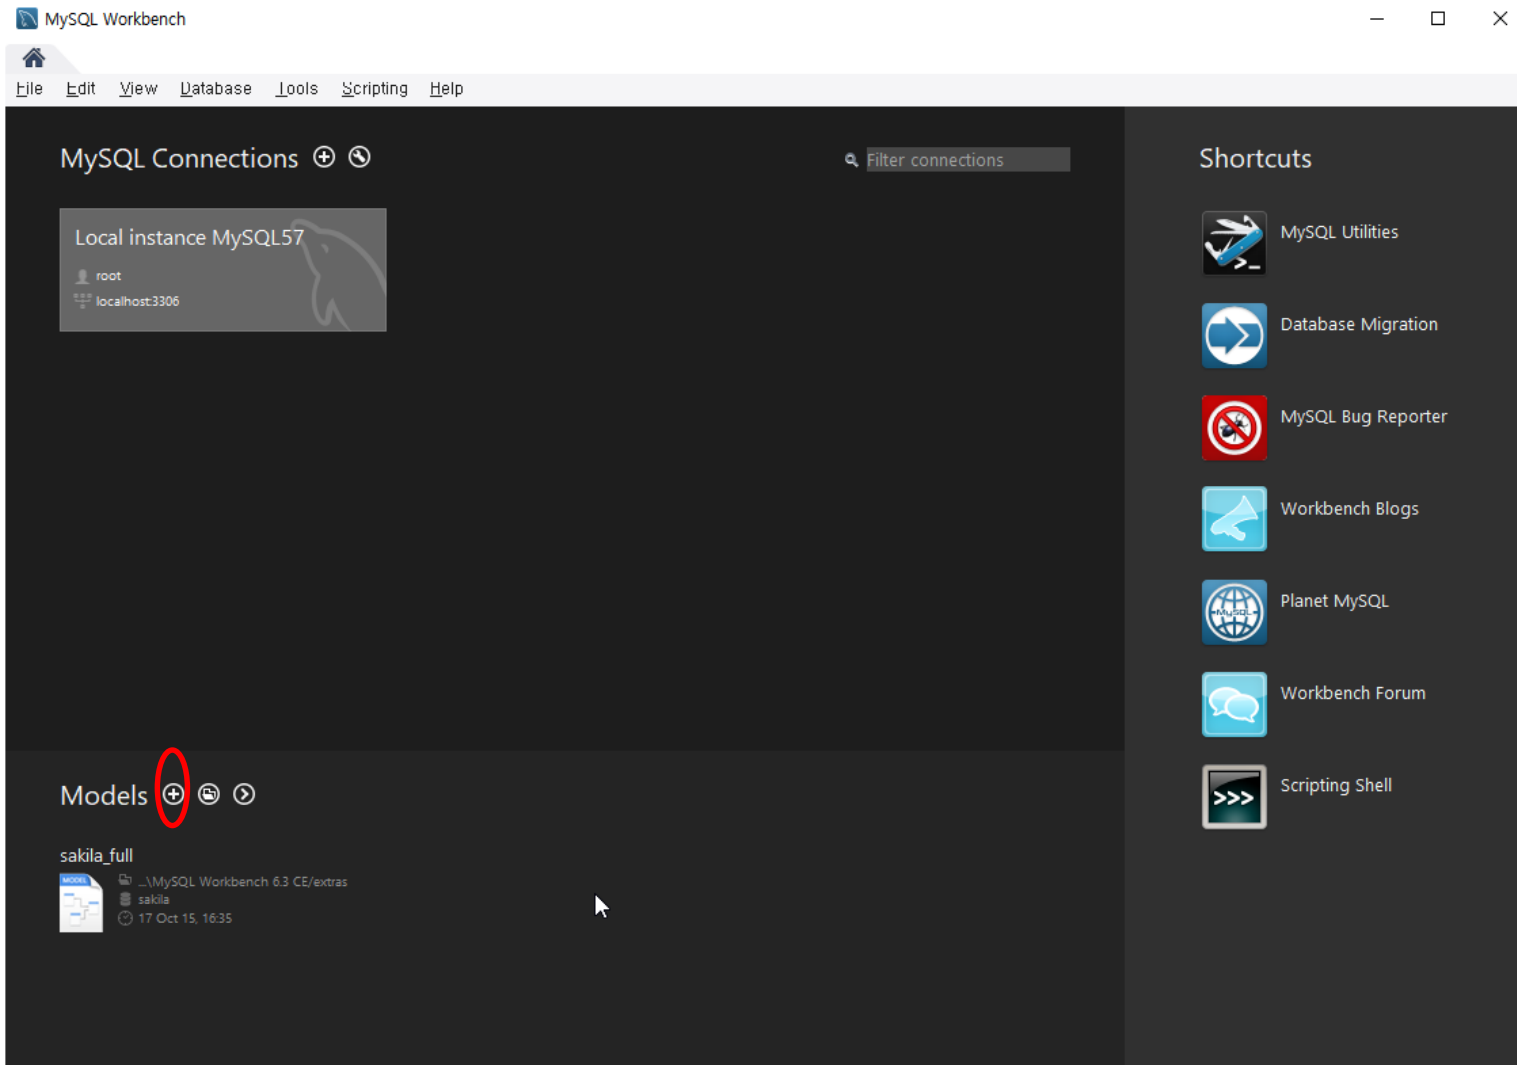 MySQL Workbench
File Edit View Database Tools Scripting Help
MySQL Connections
Filter connections
Local instance MySQL57
root
localhost:3306
Shortcuts
MySQL Utilities
Database Migration
MySQL Bug Reporter
Workbench Blogs
MySQL
Planet MySQL
Workbench Forum
>>>
Scripting Shell
Models
sakila_full
MODEL
...\MySQL Workbench 6.3 CE/extras
sakila
17 Oct 15, 16:35